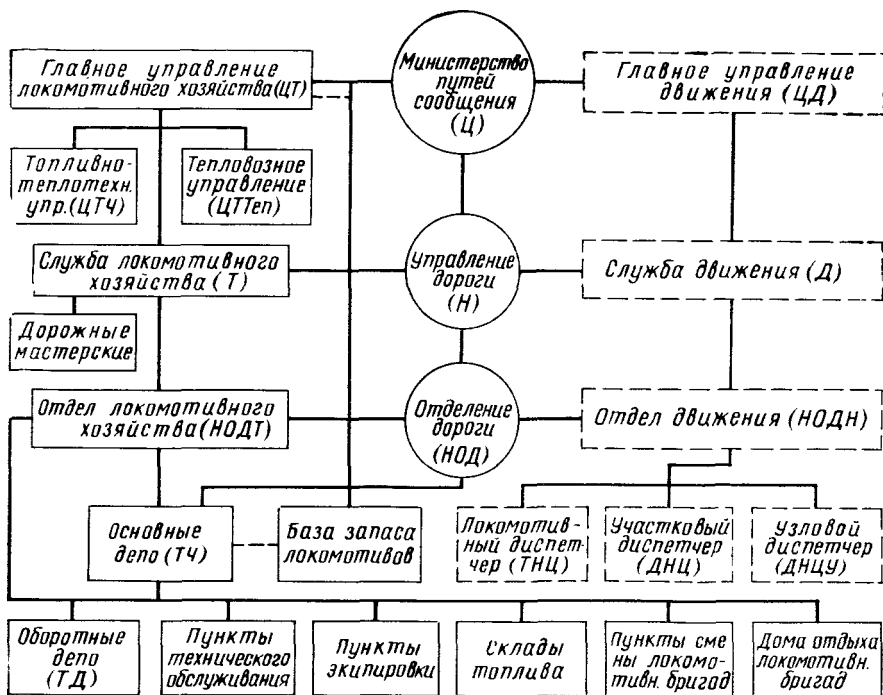 Главное управление
локомотивного хозяйства(ЦТ)
Министерство
путей
сообщения
(Ц)
Главное управление
движения (ЦД)
Топливно-
теплотехн.
упр.(ЦТЧ)
Тепловозное
управление
(ЦТТеп)
Служба локомотивного
хозяйства (Т)
Управление
дороги
(Н)
Служба движения (Д)
Дорожные
мастерские
Отдел локомотивного
хозяйства(НОДТ)
Отделение
дороги
(НОД)
Отдел движения (НОДН)
Основные
депо (ТЧ)
База запаса
локомотивов
Локомотив-
ный диспет-
чер (ТНЦ)
Участковый
диспетчер
(ДНЦ)
Узловой
диспетчер
(ДНЦУ)
Оборотные
депо
(ТД)
Пункты
технического
обслуживания
Пункты
экипировки
Склады
топлива
Пункты сме
ны локомо-
тивн. бригад
Дома отдыха
локомотивн.
бригад